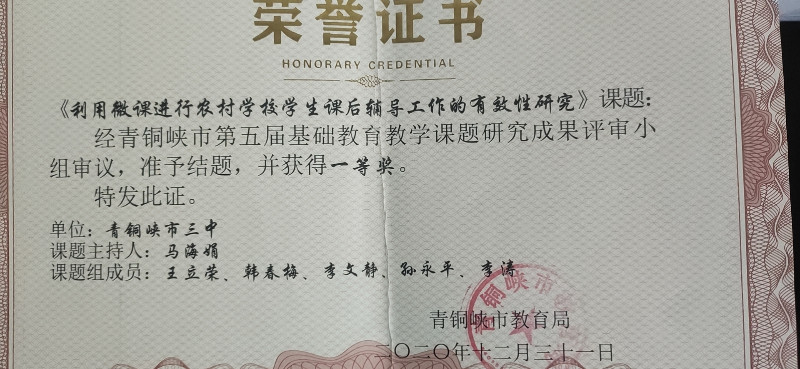 荣誉证书
HONORARY CREDENTIAL
《利用微课进行农村学校学生课后辅导工作的有效性研究》课题：
经青铜峡市第五届基础教育教学课题研究成果评审小
组审议，准予结题，并获得一等奖。
特发此证。
单位：青铜峡市三中
课题主持人：马海娟
课题组成员：王立荣、韩春梅、李文静、孙永平、李涛
青铜峡市教育局
二〇二〇年十二月三十一日
青铜峡市